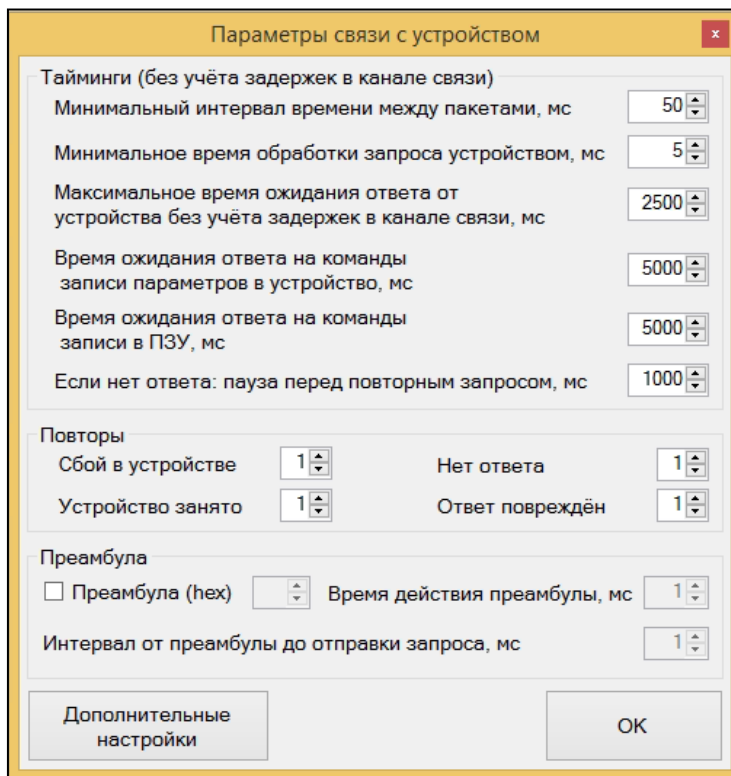 Параметры связи с устройством
x
Тайминги (без учёта задержек в канале связи)
Минимальный интервал времени между пакетами, мс 50
Минимальное время обработки запроса устройством, мс 5
Максимальное время ожидания ответа от
устройства без учёта задержек в канале связи, мс 2500
Время ожидания ответа на команды
записи параметров в устройство, мс 5000
Время ожидания ответа на команды
записи в ПЗУ, мс 5000
Если нет ответа: пауза перед повторным запросом, мс 1000
Повторы
Сбой в устройстве 1 Нет ответа 1
Устройство занято 1 Ответ повреждён 1
Преамбула
Преамбула (hex) Время действия преамбулы, мс 1
Интервал от преамбулы до отправки запроса, мс 1
Дополнительные
настройки
OK